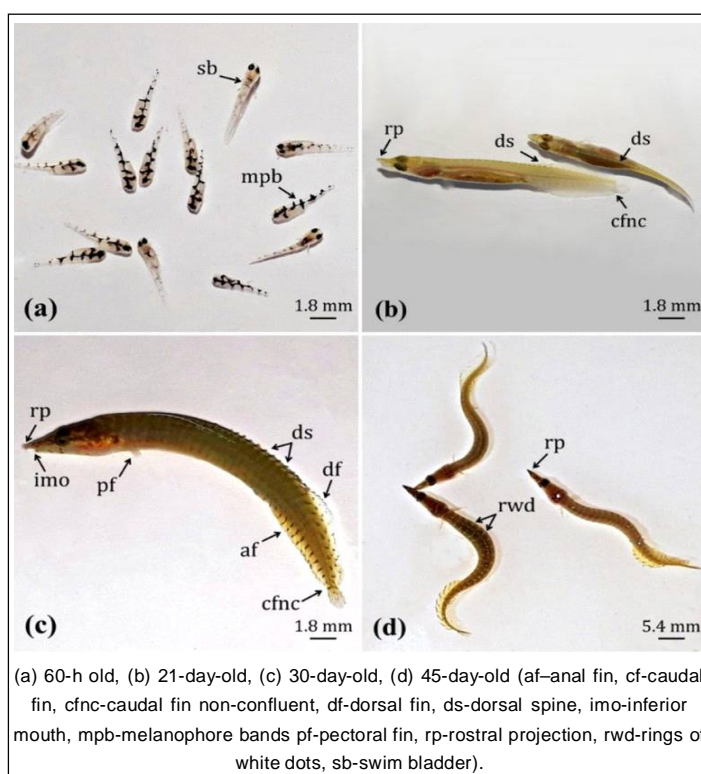 sb
mpb
(a)
1.8 mm
rp
ds
ds
cfnc
(b)
1.8 mm
rp
imo
pf
ds
df
af
cfnc
(c)
1.8 mm
rp
rwd
(d)
5.4 mm
(a) 60-h old, (b) 21-day-old, (c) 30-day-old, (d) 45-day-old (af–anal fin, cf-caudal
fin, cfnc-caudal fin non-confluent, df-dorsal fin, ds-dorsal spine, imo-inferior
mouth, mpb-melanophore bands pf-pectoral fin, rp-rostral projection, rwd-rings of
white dots, sb-swim bladder).